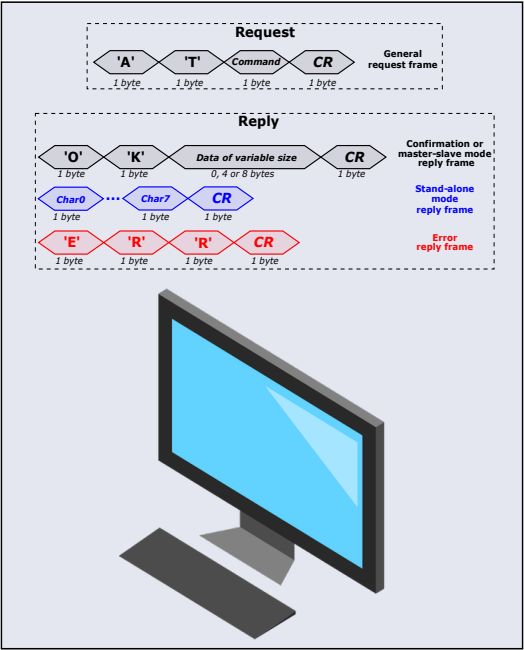 Request
'A' 'T' Command CR
1 byte 1 byte 1 byte 1 byte
General
request frame
Reply
'O' 'K' Data of variable size CR
1 byte 1 byte 0, 4 or 8 bytes 1 byte
Confirmation or
master-slave mode
reply frame
Char0 ... Char7 CR
1 byte 1 byte 1 byte
Stand-alone
mode
reply frame
'E' 'R' 'R' CR
1 byte 1 byte 1 byte 1 byte
Error
reply frame